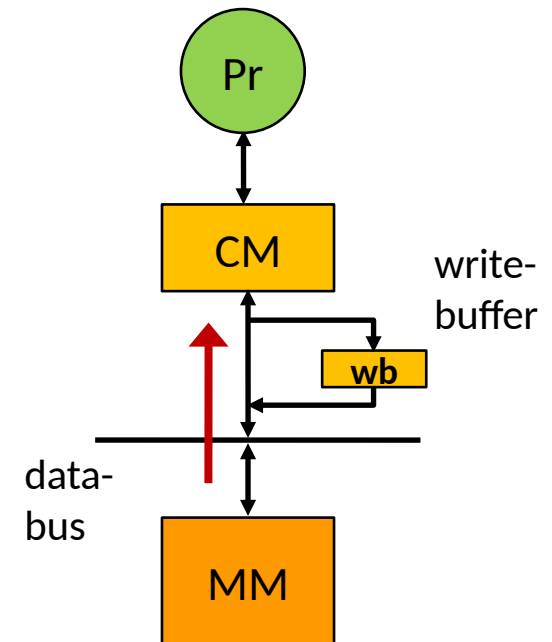 Pr
CM
write-
buffer
wb
data-
bus
MM